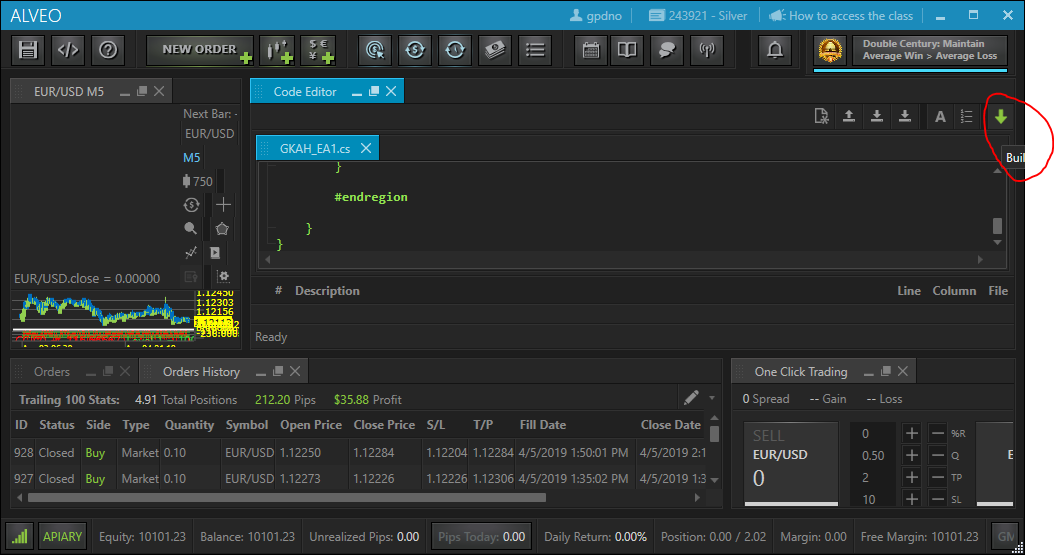 ALVEO
gpdno
243921 - Silver
How to access the class
NEW ORDER
Double Century: Maintain
Average Win > Average Loss
EUR/USD M5
Code Editor
Next Bar: -
EUR/USD
M5
750
EUR/USD.close = 0.00000
1.12450
1.12303
1.12156
A
Buil
GKAH_EA1.cs
}
#endregion
}
}
# Description Line Column File
Ready
Orders
Orders History
One Click Trading
Trailing 100 Stats: 4.91 Total Positions 212.20 Pips $35.88 Profit
ID Status Side Type Quantity Symbol Open Price Close Price S/L T/P Fill Date Close Date
928 Closed Buy Market 0.10 EUR/USD 1.12250 1.12284 1.12204 1.12284 4/5/2019 1:50:01 PM 4/5/2019 2:1
927 Closed Buy Market 0.10 EUR/USD 1.12273 1.12226 1.12226 1.12306 4/5/2019 1:35:02 PM 4/5/2019 1:3
0 Spread -- Gain -- Loss
SELL
EUR/USD
0
0 %R
0.50 Q
2 TP
10 SL
E
APIARY
Equity: 10101.23
Balance: 10101.23
Unrealized Pips: 0.00
Pips Today: 0.00
Daily Return: 0.00%
Position: 0.00 / 2.02
Margin: 0.00
Free Margin: 10101.23
GM